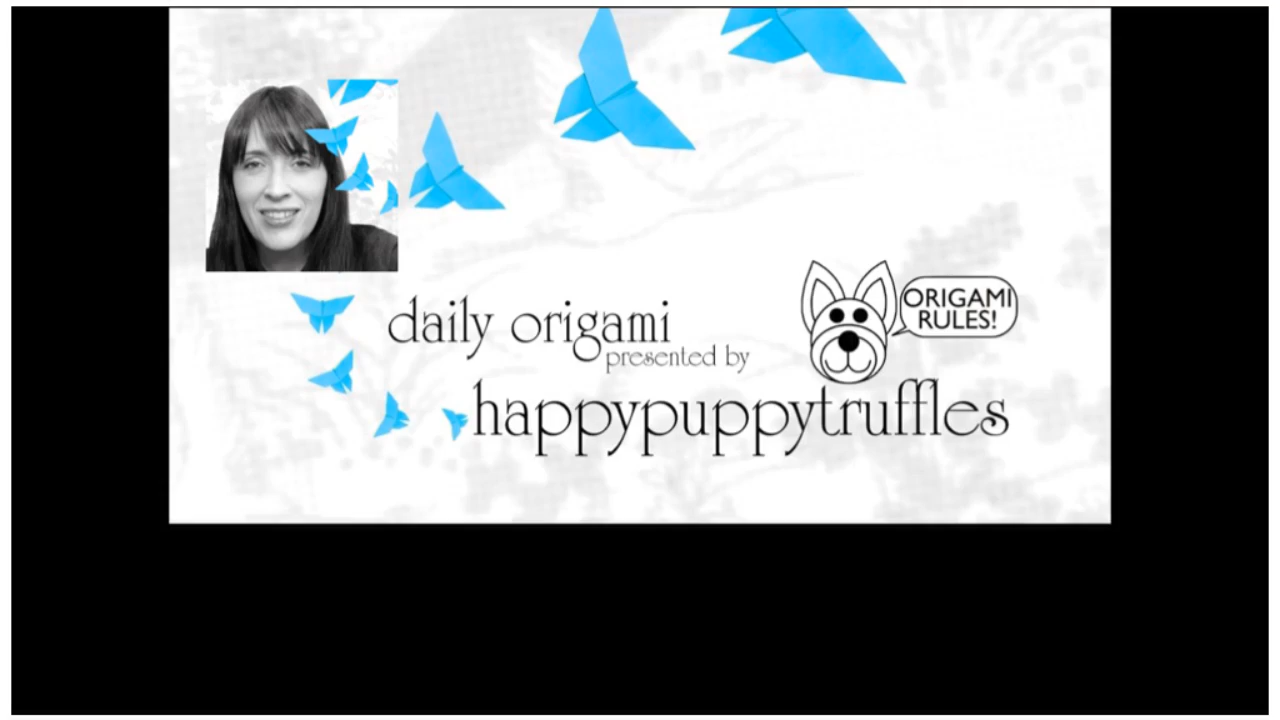 daily origami
presented by
happypuppytruffles
ORIGAMI
RULES!